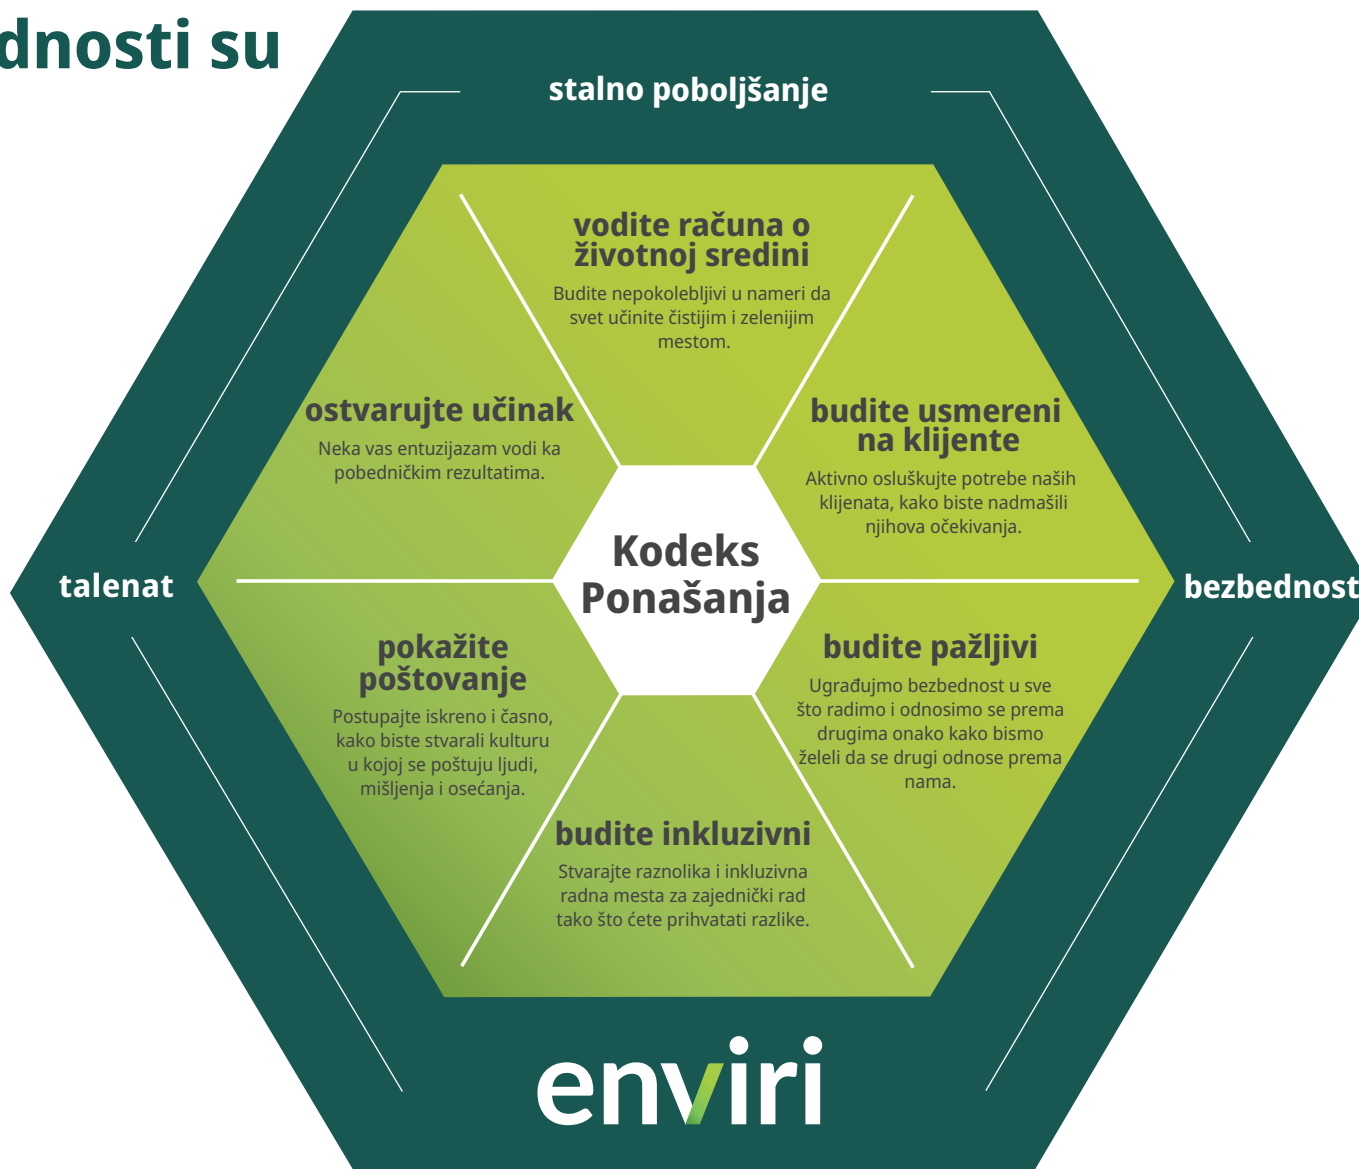 dnosti su
stalno poboljšanje
vodite računa o
životnoj sredini
Budite nepokolebljivi u nameri da
svet učinite čistijim i zelenijim
mestom.
ostvarujte učinak
Neka vas entuzijazam vodi ka
pobedničkim rezultatima.
budite usmereni
na klijente
Aktivno osluškujte potrebe naših
klijenata, kako biste nadmašili
njihova očekivanja.
Kodeks
Ponašanja
talenat
bezbednost
pokažite
poštovanje
Postupajte iskreno i časno,
kako biste stvarali kulturu
u kojoj se poštuju ljudi,
mišljenja i osećanja.
budite pažljivi
Ugrađujmo bezbednost u sve
što radimo i odnosimo se prema
drugima onako kako bismo
želeli da se drugi odnose prema
nama.
budite inkluzivni
Stvarajte raznolika i inkluzivna
radna mesta za zajednički rad
tako što ćete prihvatati razlike.
enviri